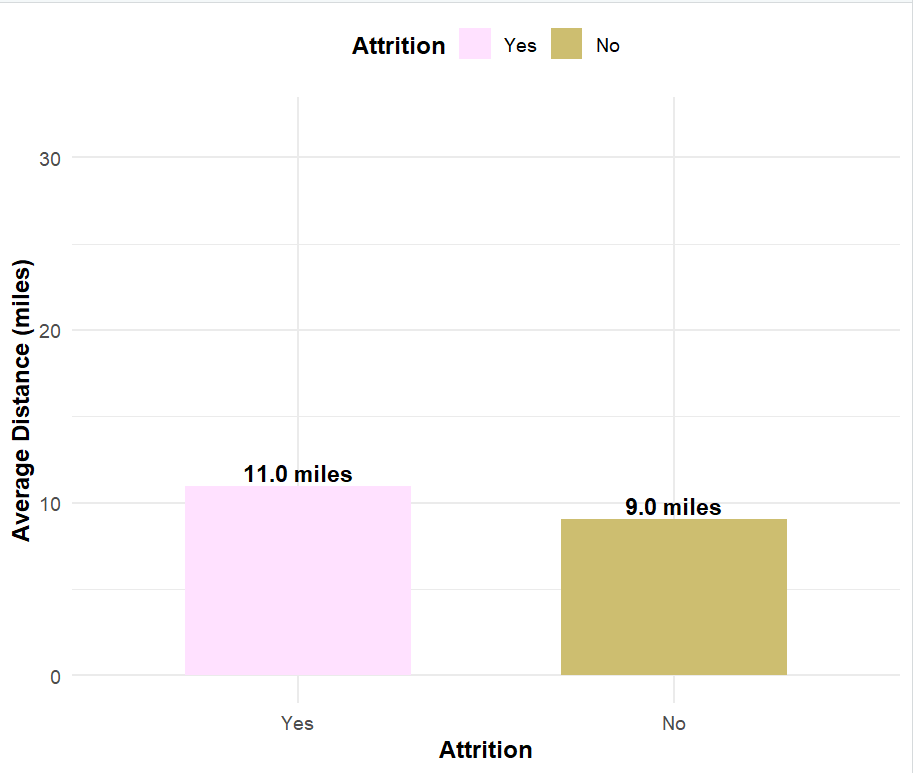 Attrition Yes No
30
20
10
0
Average Distance (miles)
11.0 miles
9.0 miles
Yes No
Attrition